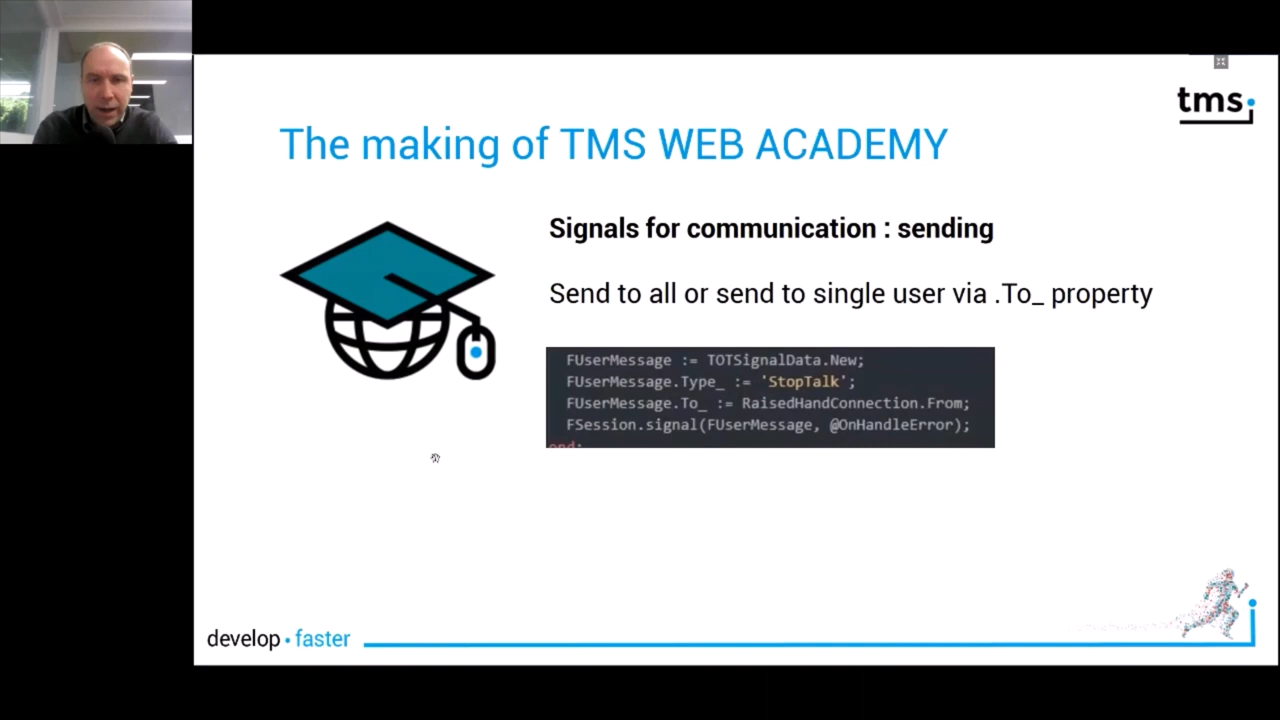 tms
The making of TMS WEB ACADEMY
Signals for communication : sending
Send to all or send to single user via .To_ property
FUserMessage := TOTSignalData.New;
FUserMessage.Type_ := 'StopTalk';
FUserMessage.To_ := RaisedHandConnection.From;
FSession.signal(FUserMessage, @OnHandleError);
end;
develop • faster